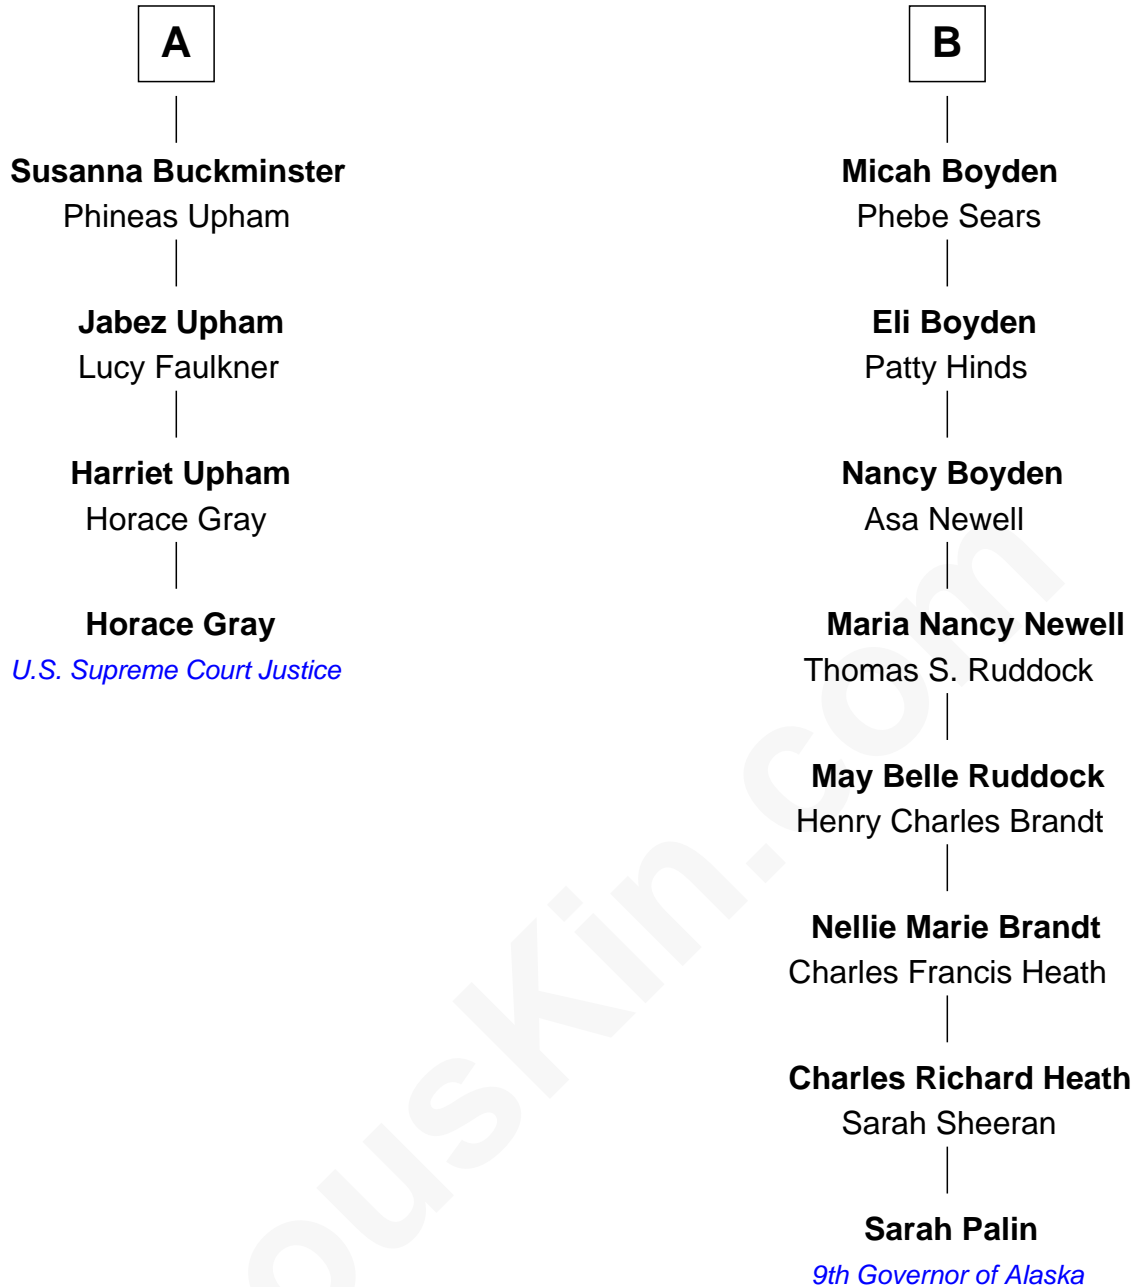 A
Susanna Buckminster
Phineas Upham
Jabez Upham
Lucy Faulkner
Harriet Upham
Horace Gray
Horace Gray
U.S. Supreme Court Justice
B
Micah Boyden
Phebe Sears
Eli Boyden
Patty Hinds
Nancy Boyden
Asa Newell
Maria Nancy Newell
Thomas S. Ruddock
May Belle Ruddock
Henry Charles Brandt
Nellie Marie Brandt
Charles Francis Heath
Charles Richard Heath
Sarah Sheeran
Sarah Palin
9th Governor of Alaska
ousKin.com